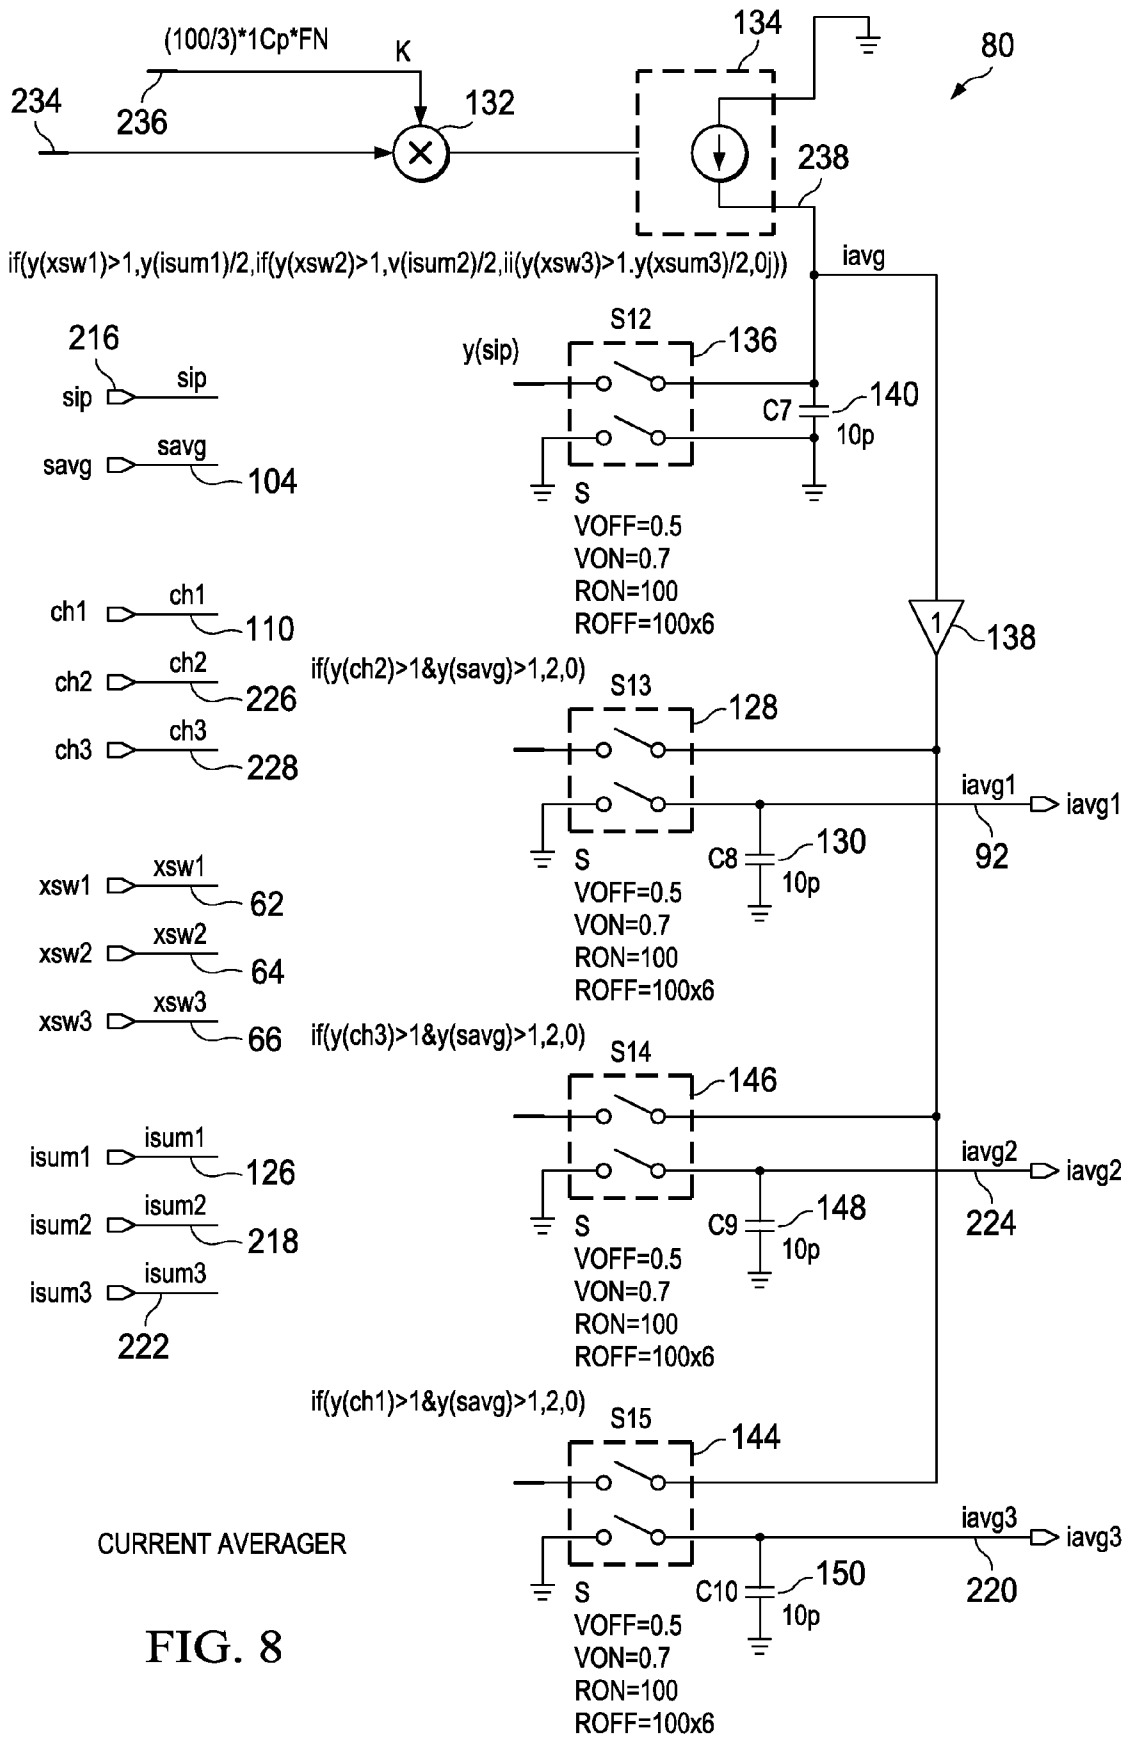 (100/3)*1Cp*FN
K
134
80
234
236
132
238
if(y(xsw1)>1,y(isum1)/2,if(y(xsw2)>1,v(isum2)/2,ii(y(xsw3)>1.y(xsum3)/2,0j))
iavg
S12
216
y(sip)
136
sip
sip
C7
140
10p
savg
savg
104
S
VOFF=0.5
VON=0.7
RON=100
ROFF=100x6
ch1
ch1
110
1
138
ch2
ch2
226
if(y(ch2)>1&y(savg)>1,2,0)
S13
128
ch3
ch3
228
iavg1
iavg1
92
C8
130
10p
S
VOFF=0.5
VON=0.7
RON=100
ROFF=100x6
xsw1
xsw1
62
xsw2
xsw2
64
xsw3
xsw3
66
if(y(ch3)>1&y(savg)>1,2,0)
S14
146
isum1
isum1
126
iavg2
iavg2
224
isum2
isum2
218
C9
148
10p
S
VOFF=0.5
VON=0.7
RON=100
ROFF=100x6
isum3
isum3
222
if(y(ch1)>1&y(savg)>1,2,0)
S15
144
CURRENT AVERAGER
iavg3
iavg3
220
C10
150
10p
S
VOFF=0.5
VON=0.7
RON=100
ROFF=100x6
FIG. 8